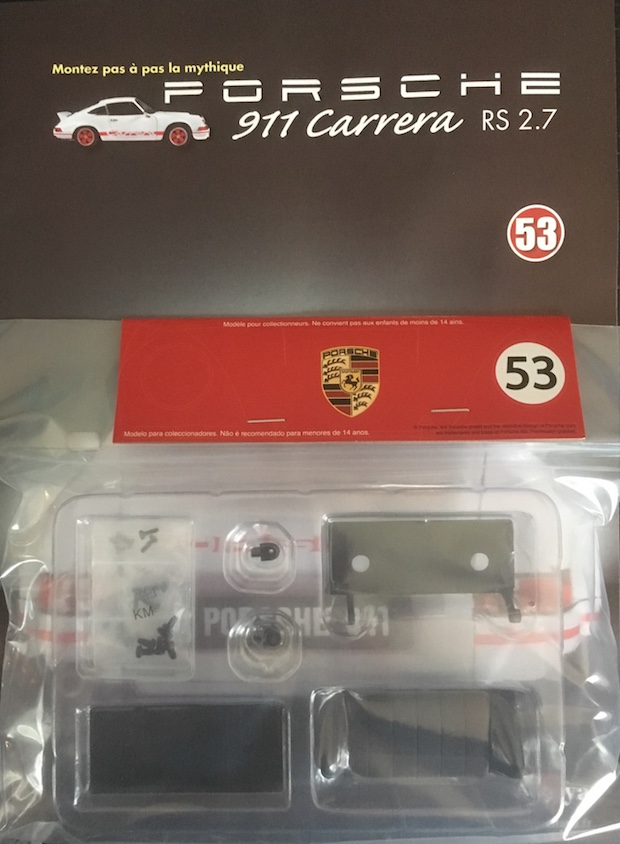 Montez pas à pas la mythique
PORSCHE
911 Carrera RS 2.7
53
Modèle pour collectionneurs. Ne convient pas aux enfants de moins de 14 ans.
PORSCHE
53
Modelo para coleccionadores. Não é recomendado para menores de 14 anos.
KM
PORSCHE 911